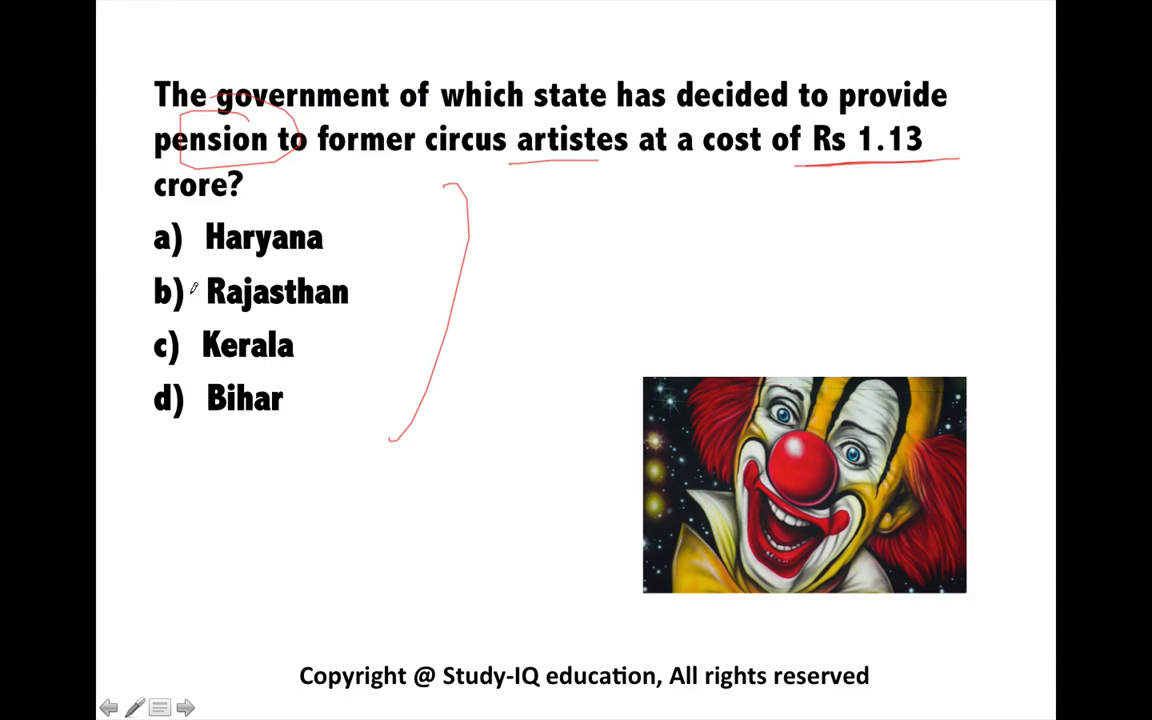 The government of which state has decided to provide
pension to former circus artistes at a cost of Rs 1.13
crore?
a) Haryana
b) Rajasthan
c) Kerala
d) Bihar
Copyright @ Study-IQ education, All rights reserved